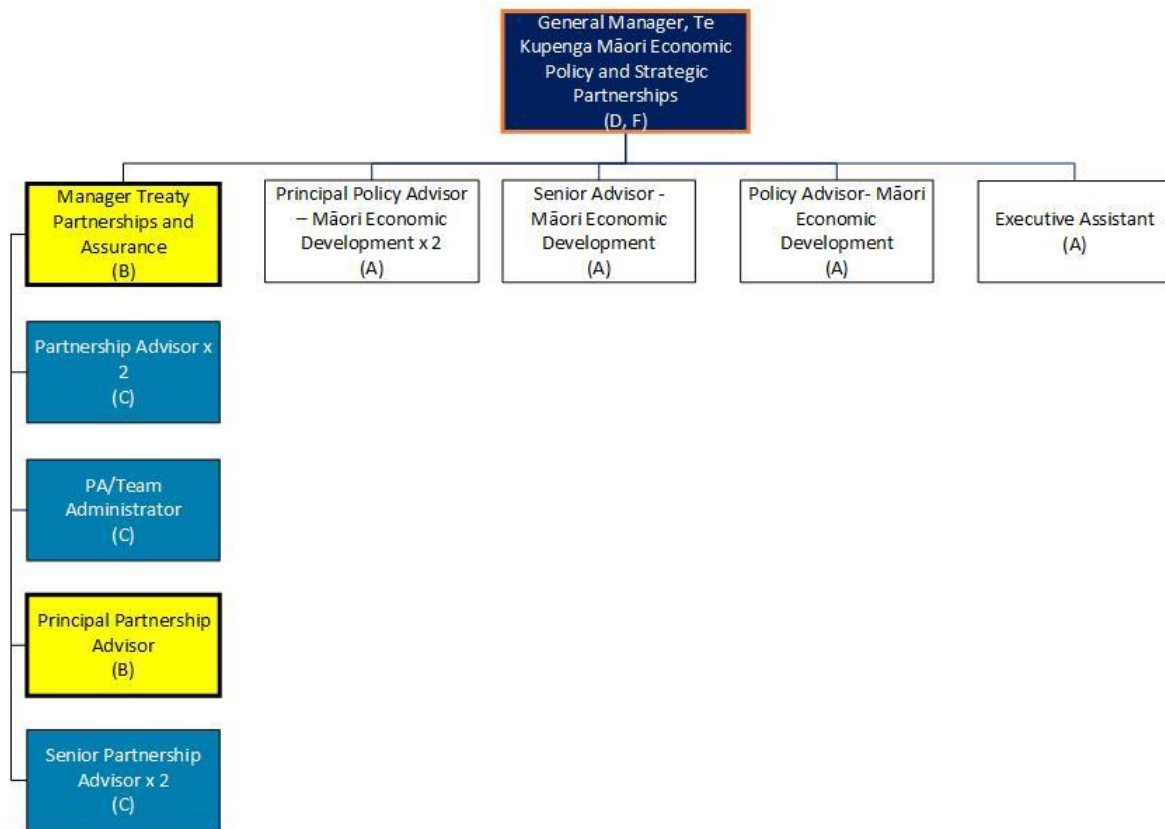 General Manager, Te
Kupenga Māori Economic
Policy and Strategic
Partnerships
(D, F)
Manager Treaty
Partnerships and
Assurance
(B)
Principal Policy Advisor
– Māori Economic
Development x 2
(A)
Senior Advisor -
Māori Economic
Development
(A)
Policy Advisor- Māori
Economic
Development
(A)
Executive Assistant
(A)
Partnership Advisor x
2
(C)
PA/Team
Administrator
(C)
Principal Partnership
Advisor
(B)
Senior Partnership
Advisor x 2
(C)